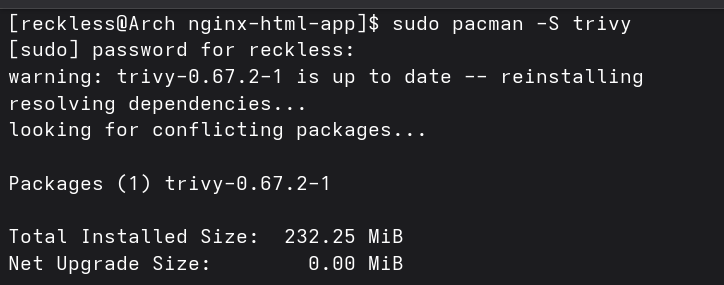 [reckless@Arch nginx-html-app]$ sudo pacman -S trivy
[sudo] password for reckless:
warning: trivy-0.67.2-1 is up to date -- reinstalling
resolving dependencies...
looking for conflicting packages...

Packages (1) trivy-0.67.2-1

Total Installed Size:  232.25 MiB
Net Upgrade Size:        0.00 MiB